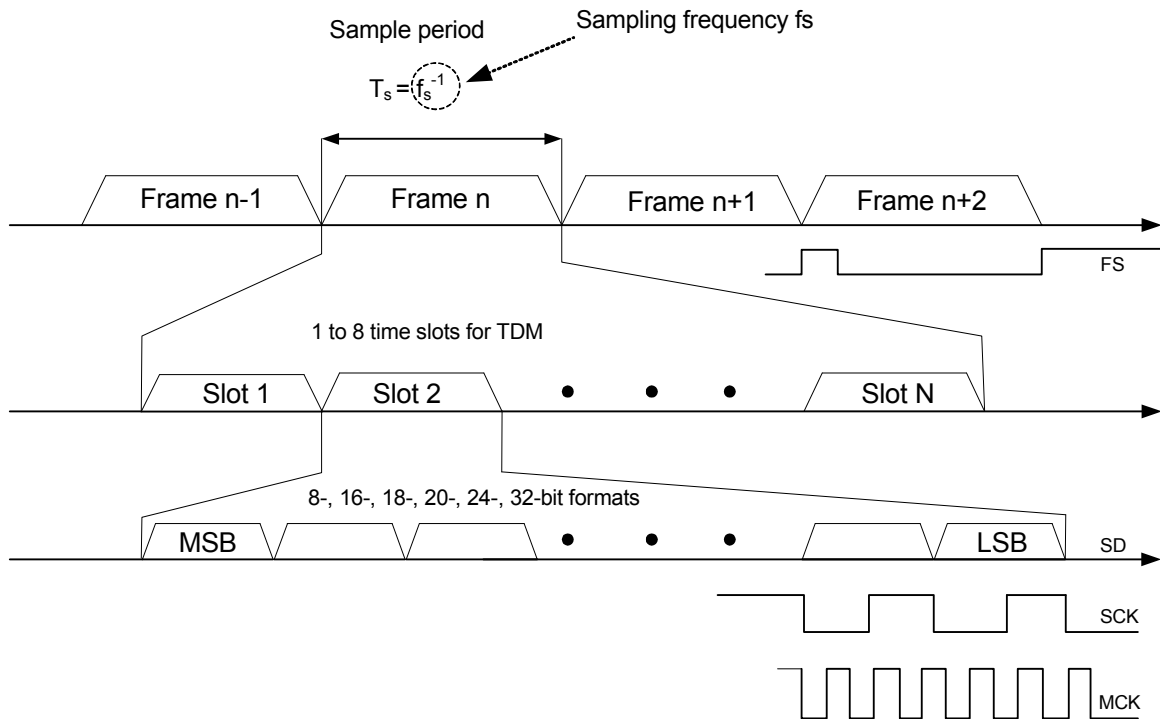 Sampling frequency fs
Sample period
Ts = fs-1
Frame n-1
Frame n
Frame n+1
Frame n+2
FS
1 to 8 time slots for TDM
Slot 1
Slot 2
Slot N
8-, 16-, 18-, 20-, 24-, 32-bit formats
MSB
LSB
SD
SCK
MCK